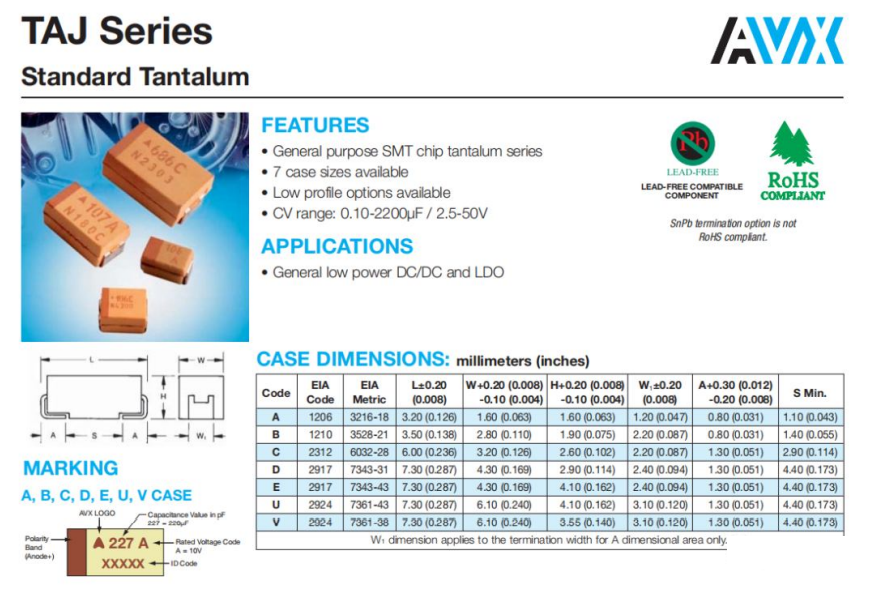 TAJ Series
AVX
Standard Tantalum
686C
N2303
107A
N180C
FEATURES
• General purpose SMT chip tantalum series
• 7 case sizes available
• Low profile options available
• CV range: 0.10-2200µF / 2.5-50V
APPLICATIONS
• General low power DC/DC and LDO
Pb
LEAD-FREE
LEAD-FREE COMPATIBLE
COMPONENT
RoHS
COMPLIANT
SnPb termination option is not
RoHS compliant.
L
W
H
A
S
A
W₁
CASE DIMENSIONS: millimeters (inches)
Code EIA Code EIA Metric L±0.20 (0.008) W+0.20 (0.008) -0.10 (0.004) H+0.20 (0.008) -0.10 (0.004) W₁±0.20 (0.008) A+0.30 (0.012) -0.20 (0.008) S Min.
A 1206 3216-18 3.20 (0.126) 1.60 (0.063) 1.60 (0.063) 1.20 (0.047) 0.80 (0.031) 1.10 (0.043)
B 1210 3528-21 3.50 (0.138) 2.80 (0.110) 1.90 (0.075) 2.20 (0.087) 0.80 (0.031) 1.40 (0.055)
C 2312 6032-28 6.00 (0.236) 3.20 (0.126) 2.60 (0.102) 2.20 (0.087) 1.30 (0.051) 2.90 (0.114)
D 2917 7343-31 7.30 (0.287) 4.30 (0.169) 2.90 (0.114) 2.40 (0.094) 1.30 (0.051) 4.40 (0.173)
E 2917 7343-43 7.30 (0.287) 4.30 (0.169) 4.10 (0.162) 2.40 (0.094) 1.30 (0.051) 4.40 (0.173)
U 2924 7361-43 7.30 (0.287) 6.10 (0.240) 4.10 (0.162) 3.10 (0.120) 1.30 (0.051) 4.40 (0.173)
V 2924 7361-38 7.30 (0.287) 6.10 (0.240) 3.55 (0.140) 3.10 (0.120) 1.30 (0.051) 4.40 (0.173)
W₁ dimension applies to the termination width for A dimensional area only.
MARKING
A, B, C, D, E, U, V CASE
AVX LOGO
Capacitance Value in pF
227 = 220µF
Polarity
Band
(Anode+)
227 A
XXXXX
Rated Voltage Code
A = 10V
ID Code